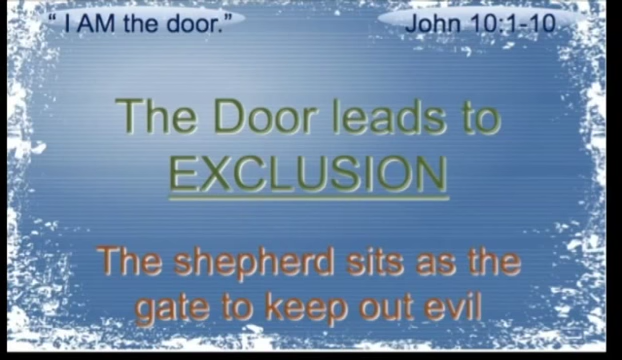 “ I AM the door.”
John 10:1-10
The Door leads to
EXCLUSION
The shepherd sits as the
gate to keep out evil